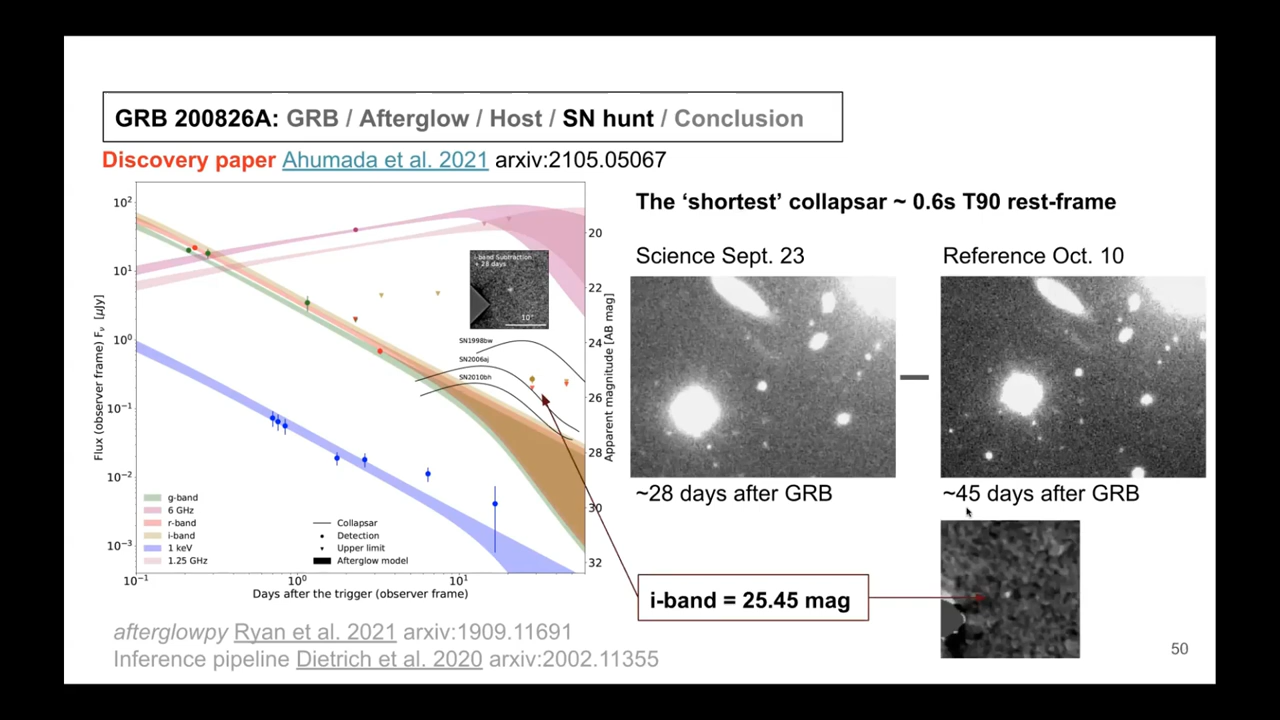 GRB 200826A: GRB / Afterglow / Host / SN hunt / Conclusion
Discovery paper Ahumada et al. 2021 arxiv:2105.05067
10²
10¹
10⁰
10⁻¹
10⁻²
10⁻³
Flux (observer frame) Fν [μJy]
i-band Subtraction
+ 28 days
10"
SN1998bw
SN2006aj
SN2010bh
g-band
6 GHz
r-band
i-band
1 keV
1.25 GHz
Collapsar
Detection
Upper limit
Afterglow model
20
22
24
26
28
30
32
Apparent magnitude [AB mag]
10⁻¹
10⁰
10¹
Days after the trigger (observer frame)
The ‘shortest’ collapsar ~ 0.6s T90 rest-frame
Science Sept. 23
Reference Oct. 10
~28 days after GRB
~45 days after GRB
i-band = 25.45 mag
afterglowpy Ryan et al. 2021 arxiv:1909.11691
Inference pipeline Dietrich et al. 2020 arxiv:2002.11355
50